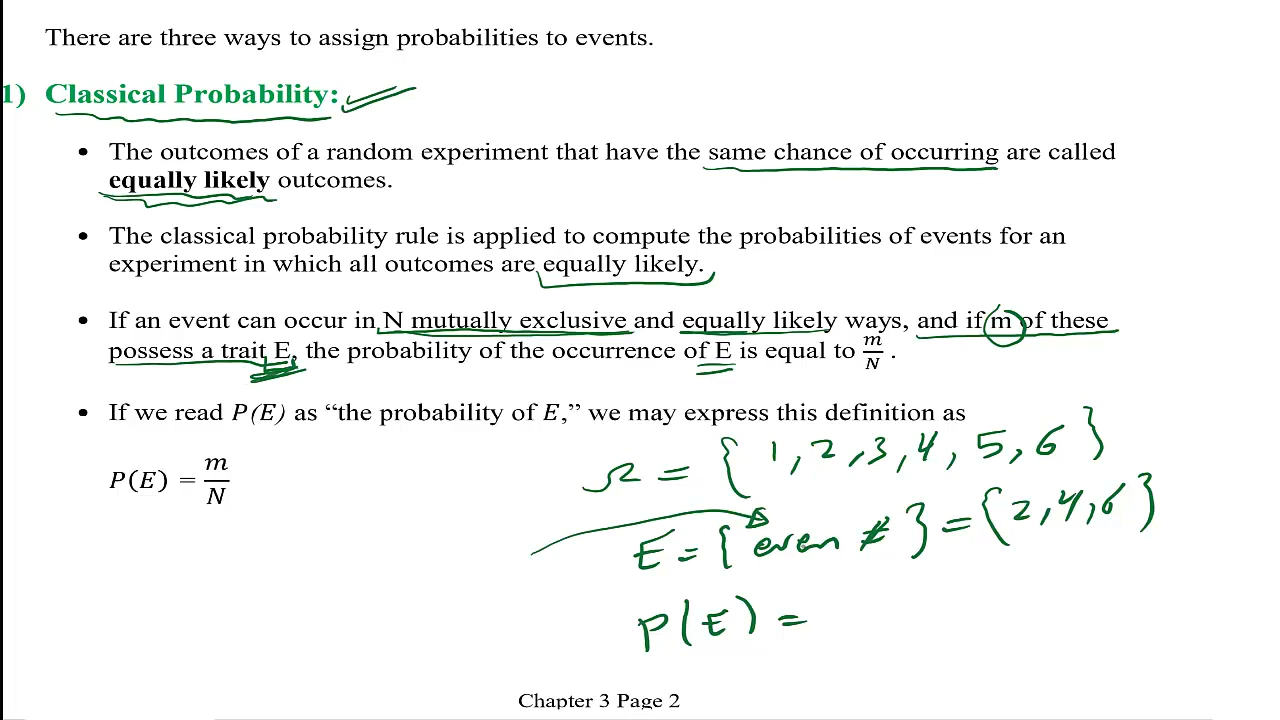 There are three ways to assign probabilities to events.
1) Classical Probability:
• The outcomes of a random experiment that have the same chance of occurring are called
equally likely outcomes.
• The classical probability rule is applied to compute the probabilities of events for an
experiment in which all outcomes are equally likely.
• If an event can occur in N mutually exclusive and equally likely ways, and if m of these
possess a trait E, the probability of the occurrence of E is equal to m/N .
• If we read P(E) as “the probability of E,” we may express this definition as
P(E) = m/N
Ω = { 1, 2, 3, 4, 5, 6 }
E = { even # } = { 2, 4, 6 }
P(E) =
Chapter 3 Page 2